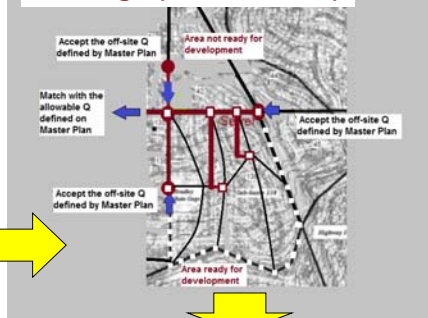 Accept the off-site Q
defined by Master Plan
Area not ready for
development
Match with the
allowable Q
defined on
Master Plan
Accept the off-site Q
defined by Master Plan
Accept the off-site Q
defined by Master Plan
Area ready for
development